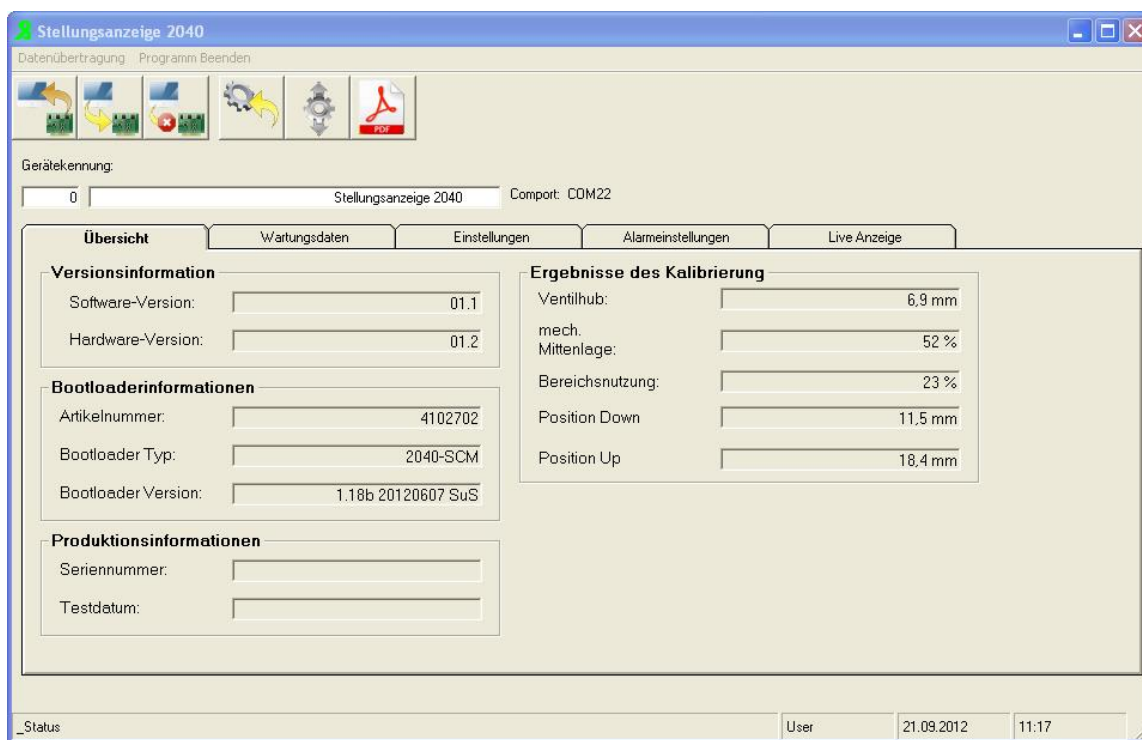 Stellungsanzeige 2040
Datenübertragung Programm Beenden
PDF
Gerätekennung:
0 Stellungsanzeige 2040 Comport: COM22
Übersicht Wartungsdaten Einstellungen Alarmeinstellungen Live Anzeige
Versionsinformation
Software-Version: 01.1
Hardware-Version: 01.2
Bootloaderinformationen
Artikelnummer: 4102702
Bootloader Typ: 2040-SCM
Bootloader Version: 1.18b 20120607 SuS
Produktionsinformationen
Seriennummer:
Testdatum:
Ergebnisse des Kalibrierung
Ventilhub: 6,9 mm
mech.
Mittenlage: 52 %
Bereichsnutzung: 23 %
Position Down 11,5 mm
Position Up 18,4 mm
_Status User 21.09.2012 11:17